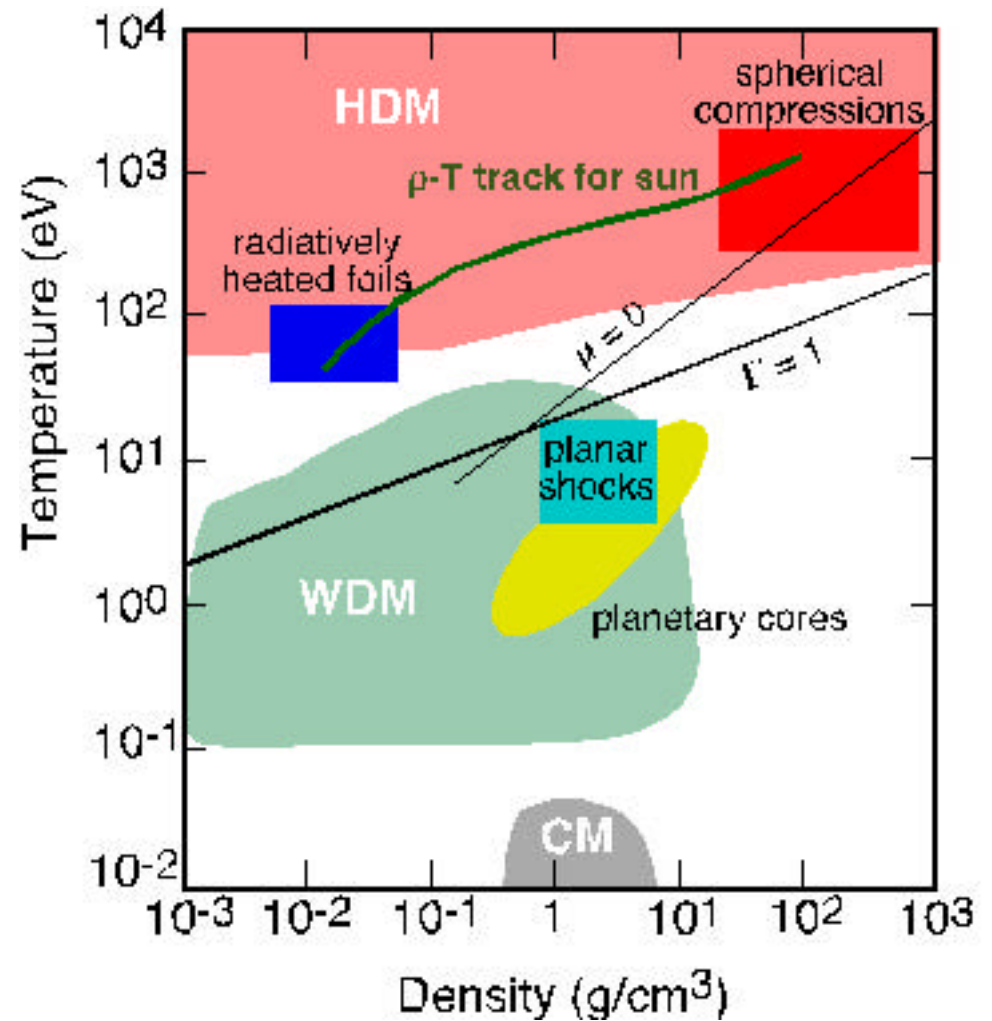 10⁴
10³
10²
10¹
10⁰
10⁻¹
10⁻²
Temperature (eV)
HDM
spherical
compressions
ρ-T track for sun
radiatively
heated foils
μ = 0
Γ = 1
planar
shocks
WDM
planetary cores
CM
10⁻³ 10⁻² 10⁻¹ 1 10¹ 10² 10³
Density (g/cm³)